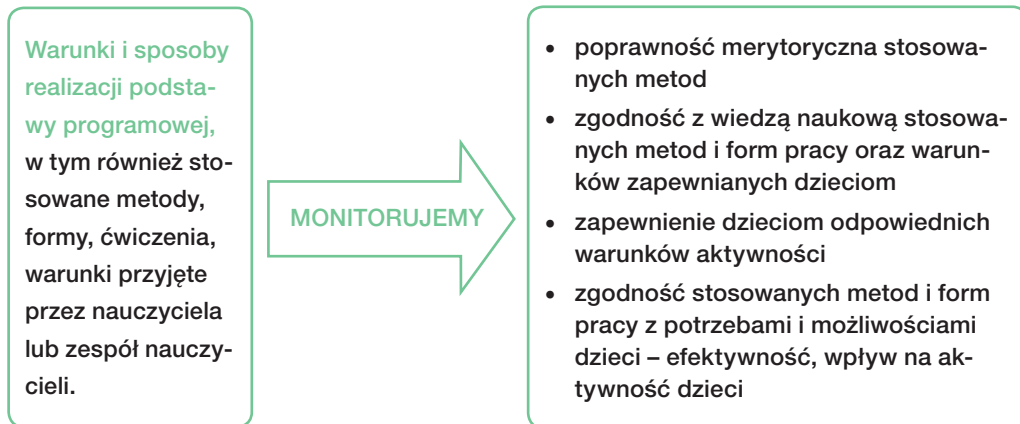 Warunki i sposoby
realizacji podsta-
wy programowej,
w tym również sto-
sowane metody,
formy, ćwiczenia,
warunki przyjęte
przez nauczyciela
lub zespół nauczy-
cieli.
MONITORUJEMY
• poprawność merytoryczna stosowa-
nych metod
• zgodność z wiedzą naukową stosowa-
nych metod i form pracy oraz warun-
ków zapewnianych dzieciom
• zapewnienie dzieciom odpowiednich
warunków aktywności
• zgodność stosowanych metod i form
pracy z potrzebami i możliwościami
dzieci – efektywność, wpływ na ak-
tywność dzieci